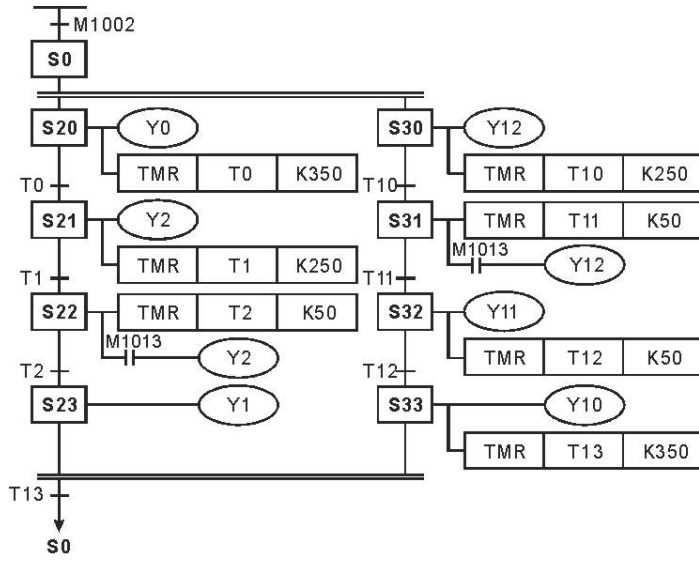 M1002
S0
S20 Y0 S30 Y12
TMR T0 K350 TMR T10 K250
T0 T10
S21 Y2 S31 TMR T11 K50
TMR T1 K250 M1013 Y12
T1 T11
S22 TMR T2 K50 S32 Y11
M1013 Y2 TMR T12 K50
T2 T12
S23 Y1 S33 Y10
TMR T13 K350
T13
S0